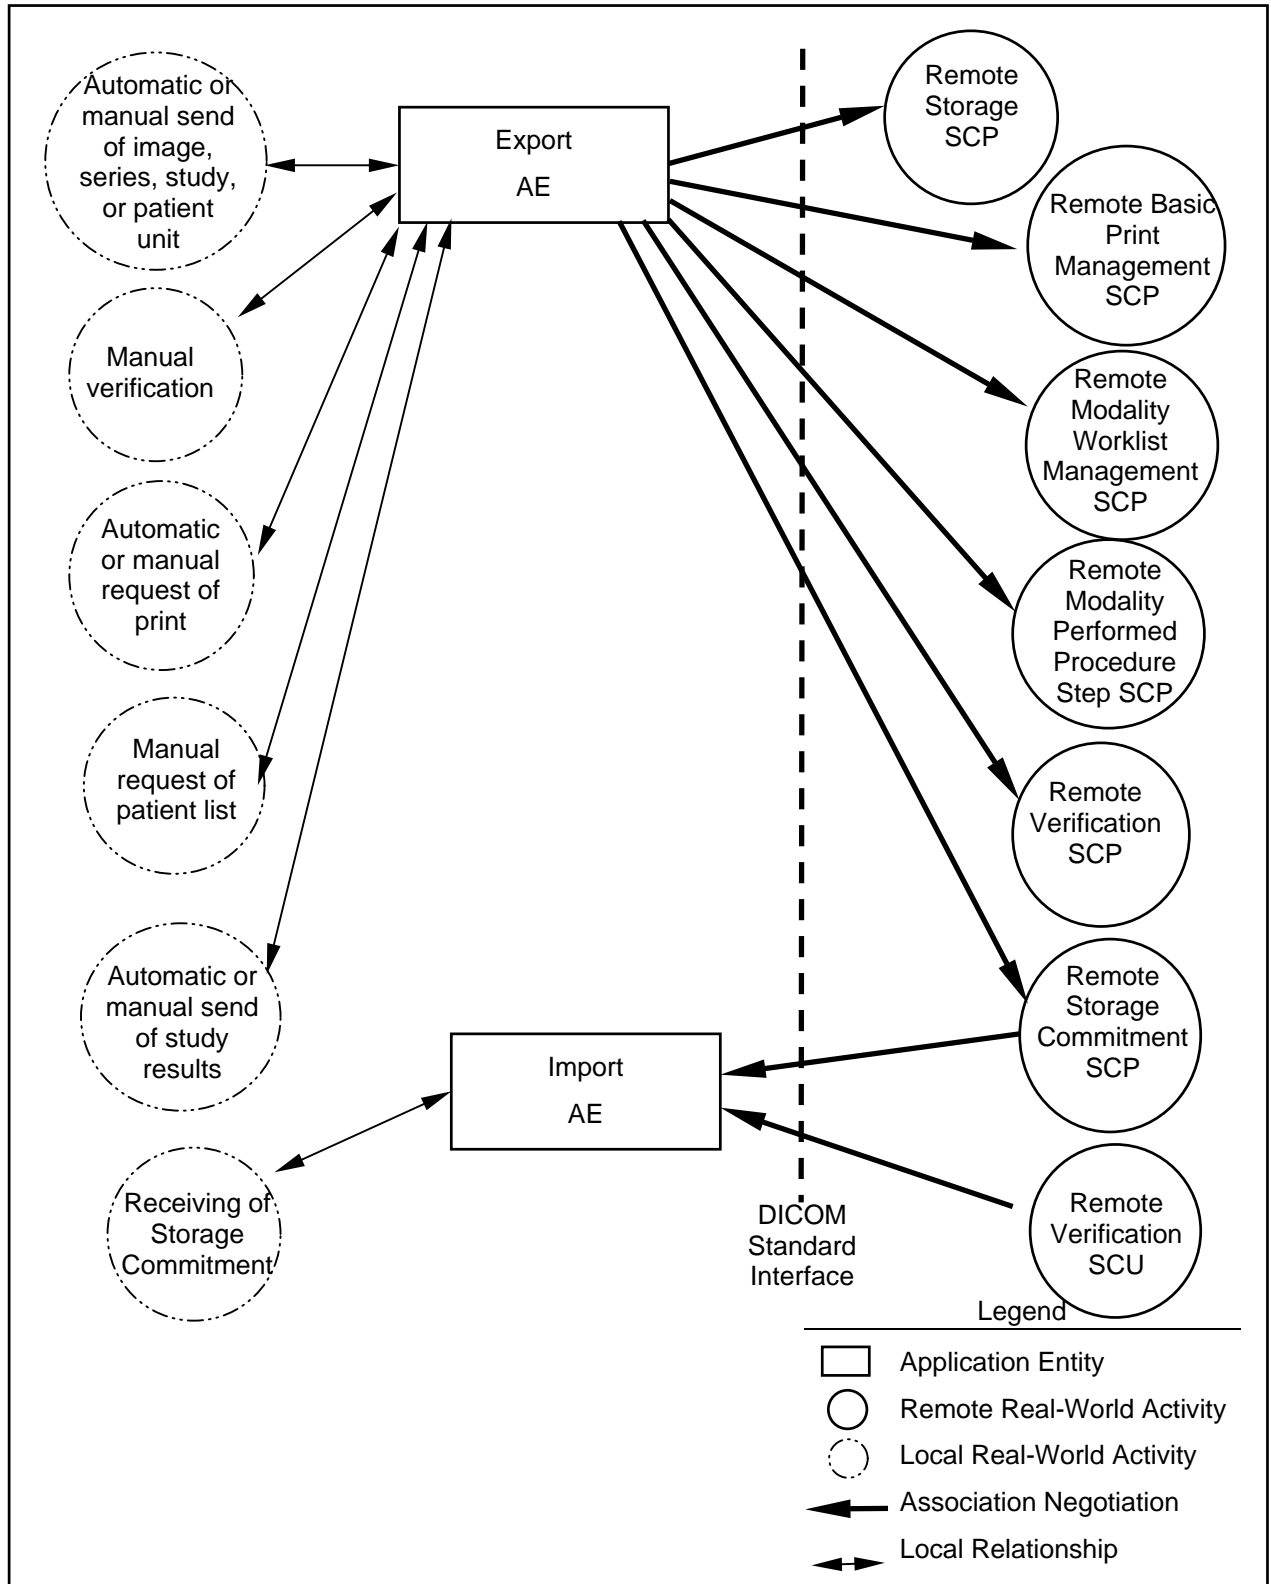 Automatic or
manual send
of image,
series, study,
or patient
unit
Manual
verification
Automatic
or manual
request of
print
Manual
request of
patient list
Automatic or
manual send
of study
results
Receiving of
Storage
Commitment
Export
AE
Import
AE
DICOM
Standard
Interface
Remote
Storage
SCP
Remote Basic
Print
Management
SCP
Remote
Modality
Worklist
Management
SCP
Remote
Modality
Performed
Procedure
Step SCP
Remote
Verification
SCP
Remote
Storage
Commitment
SCP
Remote
Verification
SCU
Legend
Application Entity
Remote Real-World Activity
Local Real-World Activity
Association Negotiation
Local Relationship